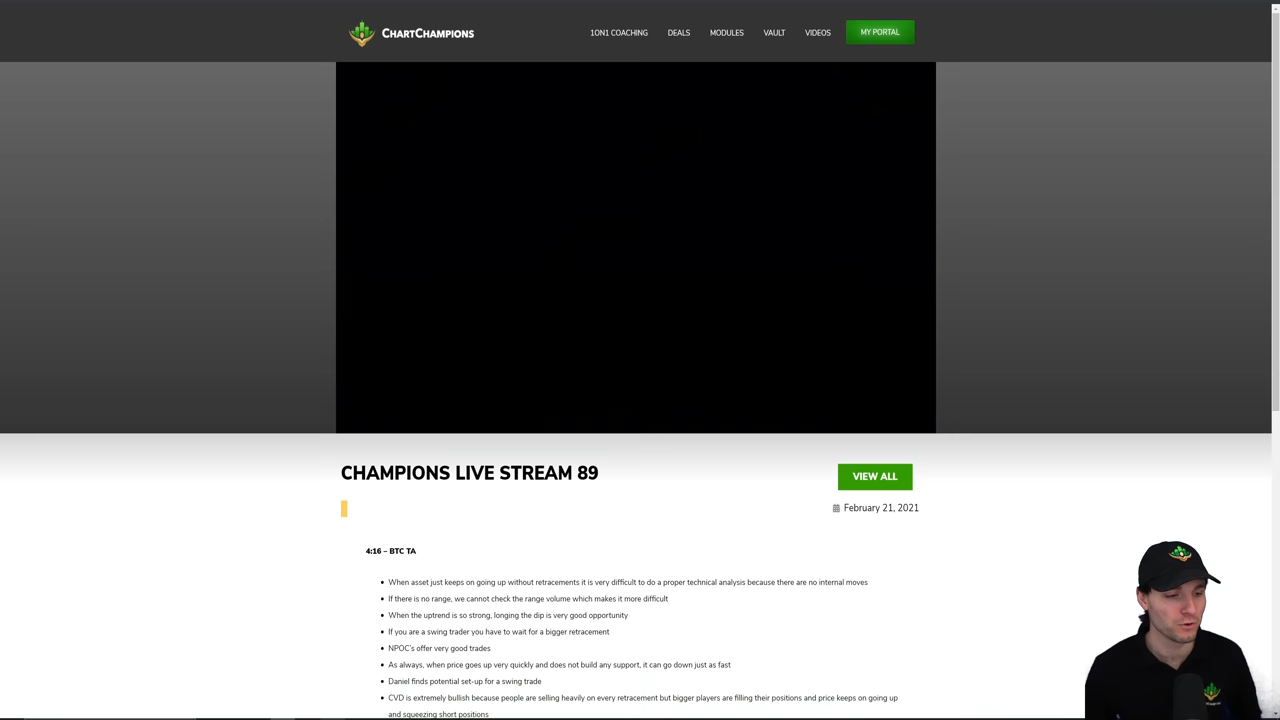 ChartChampions
1ON1 COACHING DEALS MODULES VAULT VIDEOS MY PORTAL
CHAMPIONS LIVE STREAM 89
VIEW ALL
February 21, 2021
4:16 – BTC TA
When asset just keeps on going up without retracements it is very difficult to do a proper technical analysis because there are no internal moves
If there is no range, we cannot check the range volume which makes it more difficult
When the uptrend is so strong, longing the dip is very good opportunity
If you are a swing trader you have to wait for a bigger retracement
NPOC's offer very good trades
As always, when price goes up very quickly and does not build any support, it can go down just as fast
Daniel finds potential set-up for a swing trade
CVD is extremely bullish because people are selling heavily on every retracement but bigger players are filling their positions and price keeps on going up
and squeezing short positions